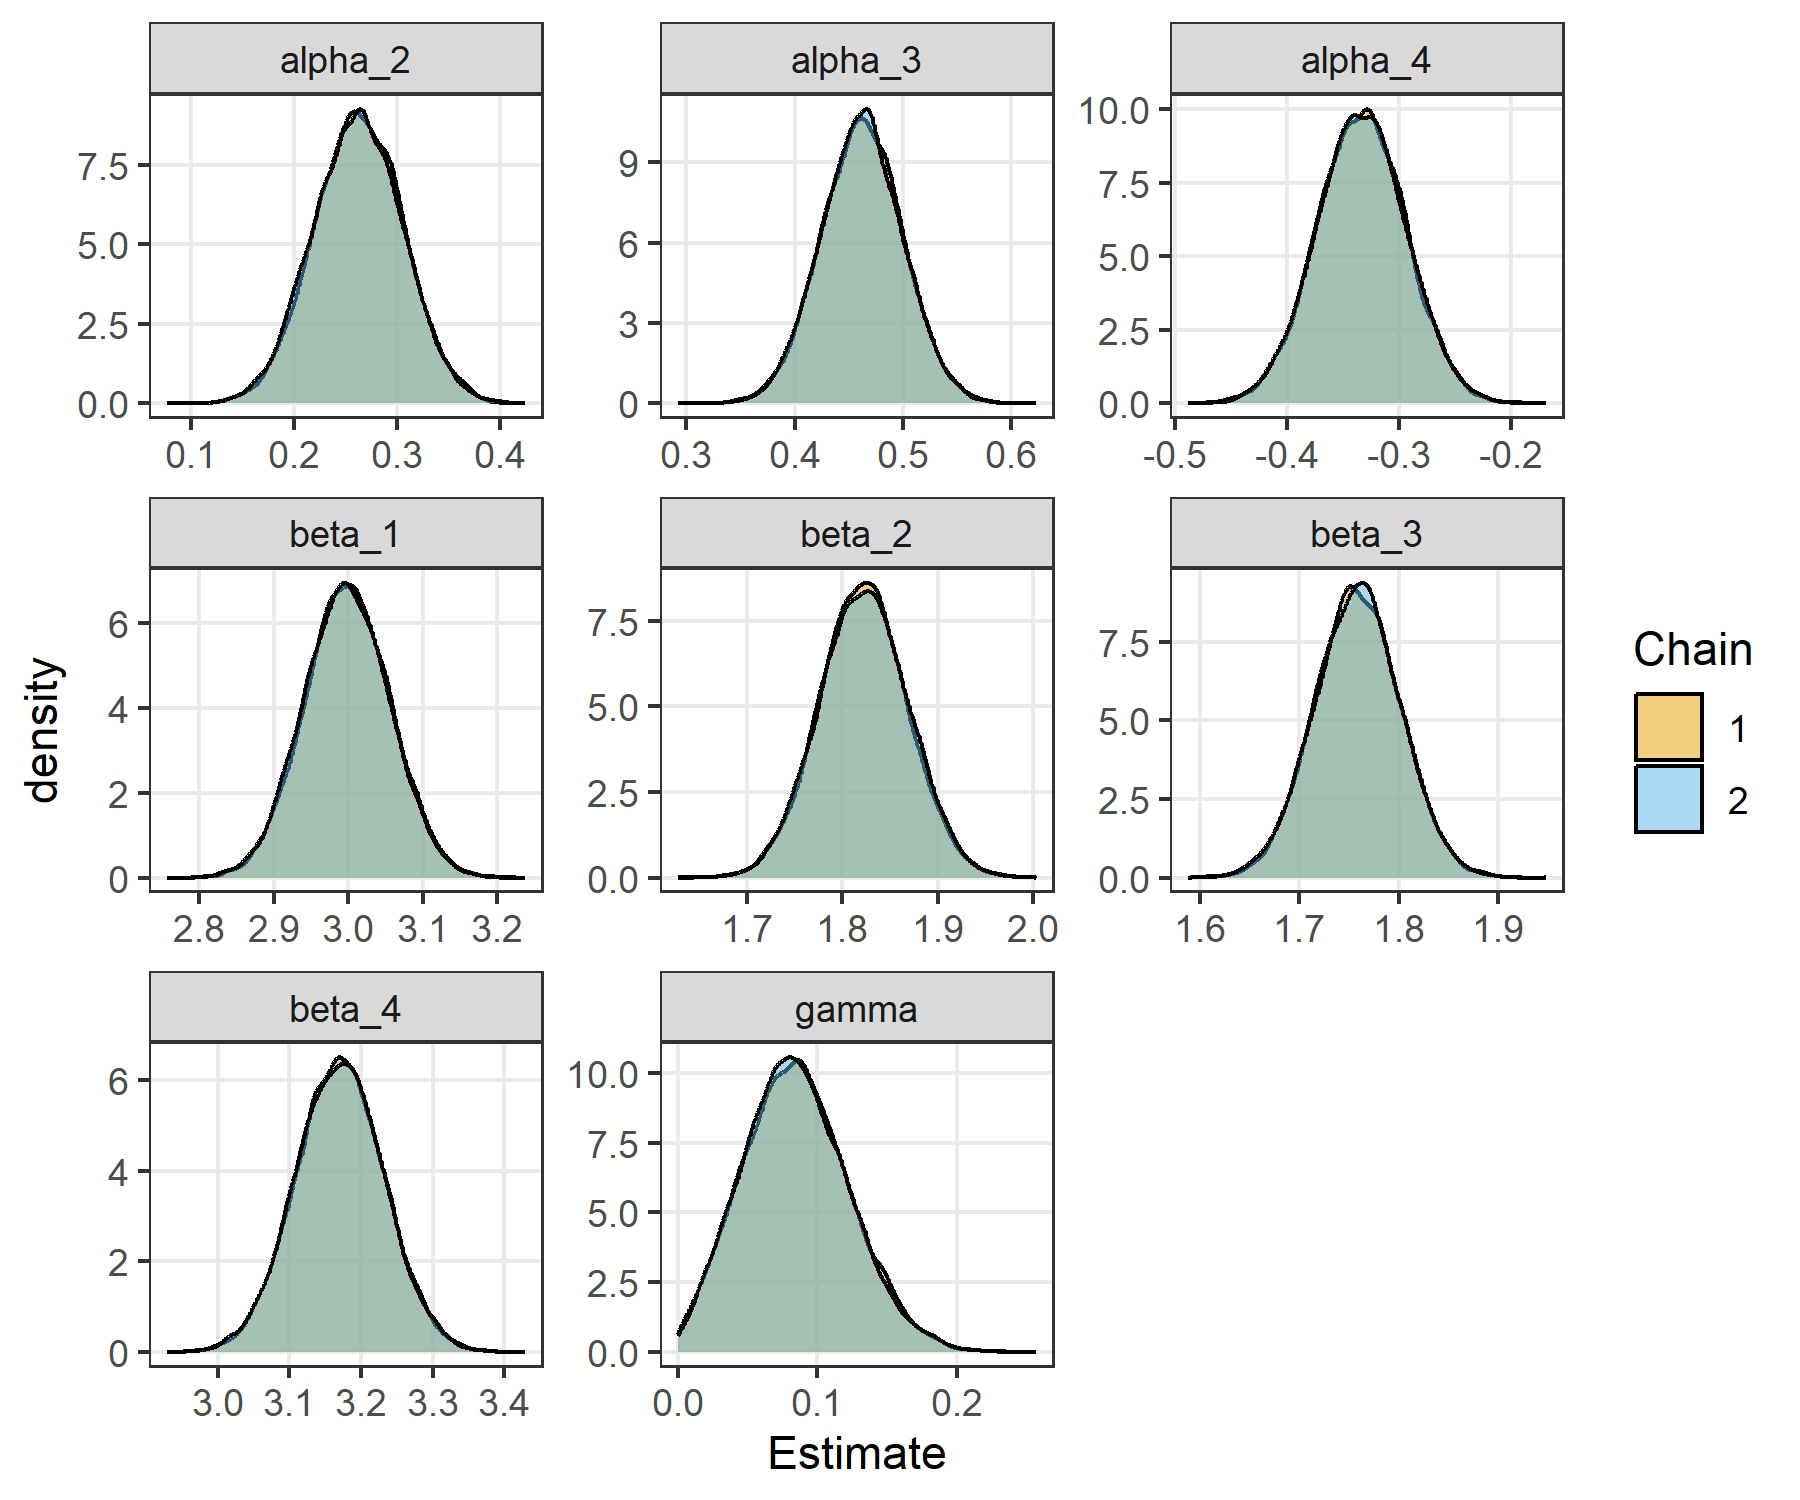 alpha_2 alpha_3 alpha_4
10.0
7.5 9 7.5
5.0 6 5.0
2.5 3 2.5
0.0 0 0.0
0.1 0.2 0.3 0.4 0.3 0.4 0.5 0.6 -0.5 -0.4 -0.3 -0.2
beta_1 beta_2 beta_3
6 7.5 7.5
4 5.0 5.0
2 2.5 2.5
0 0.0 0.0
2.8 2.9 3.0 3.1 3.2 1.7 1.8 1.9 2.0 1.6 1.7 1.8 1.9
density
Chain
1
2
beta_4 gamma
6 10.0
7.5
4 5.0
2 2.5
0 0.0
3.0 3.1 3.2 3.3 3.4 0.0 0.1 0.2
Estimate